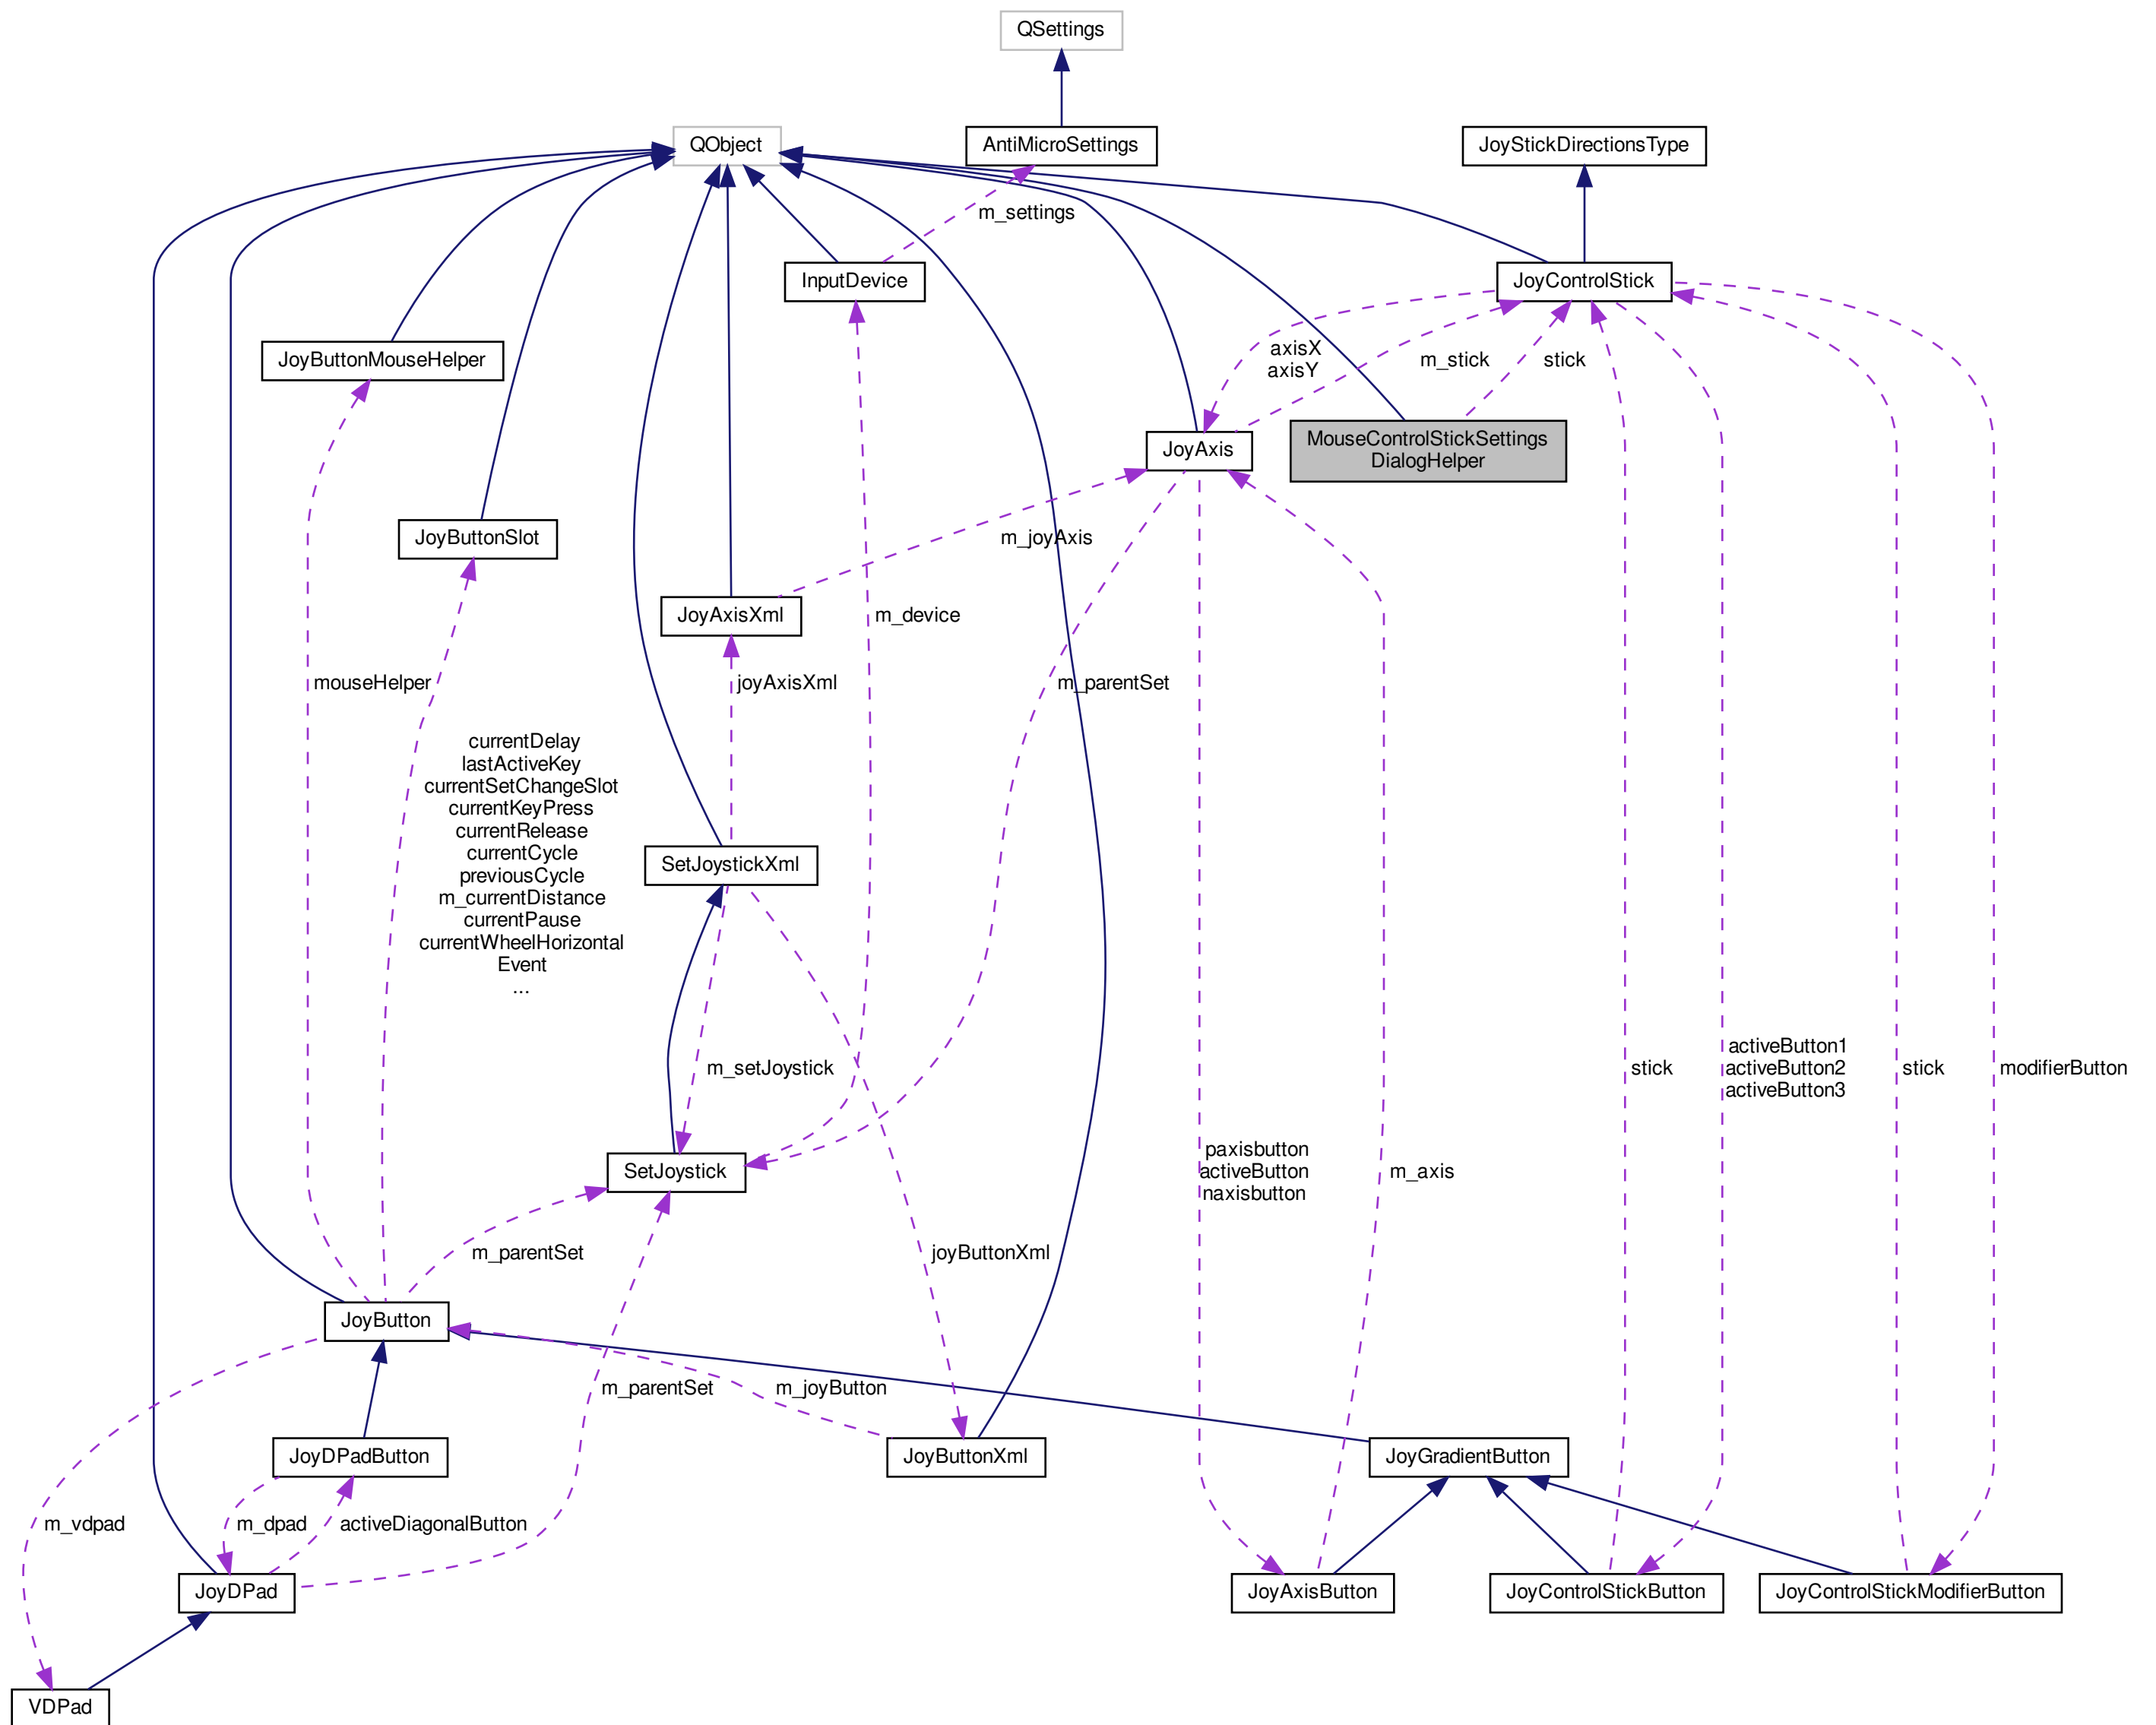 QSettings
QObject
AntiMicroSettings
JoyStickDirectionsType
m_settings
InputDevice
JoyControlStick
JoyButtonMouseHelper
axisX
axisY
m_stick
stick
JoyAxis
MouseControlStickSettings
DialogHelper
JoyButtonSlot
m_joyAxis
JoyAxisXml
m_device
mouseHelper
joyAxisXml
m_parentSet
currentDelay
lastActiveKey
currentSetChangeSlot
currentKeyPress
currentRelease
currentCycle
previousCycle
m_currentDistance
currentPause
currentWheelHorizontal
Event
...
SetJoystickXml
m_setJoystick
stick
activeButton1
activeButton2
activeButton3
stick
modifierButton
SetJoystick
paxisbutton
activeButton
naxisbutton
m_axis
m_parentSet
joyButtonXml
JoyButton
m_parentSet
m_joyButton
JoyDPadButton
JoyButtonXml
JoyGradientButton
m_vdpad
m_dpad
activeDiagonalButton
JoyDPad
JoyAxisButton
JoyControlStickButton
JoyControlStickModifierButton
VDPad